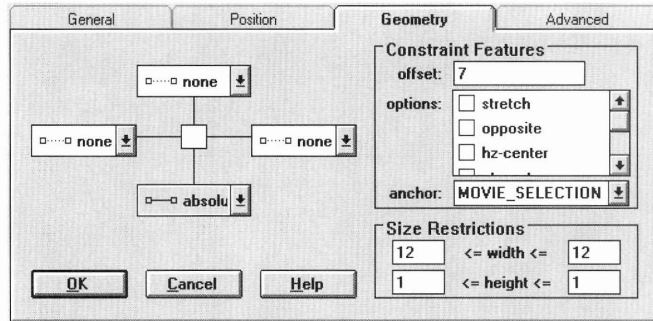 General
Position
Geometry
Advanced
none
none
none
absolu
OK
Cancel
Help
Constraint Features
offset: 7
options:
stretch
opposite
hz-center
anchor: MOVIE_SELECTION
Size Restrictions
12 <= width <= 12
1 <= height <= 1